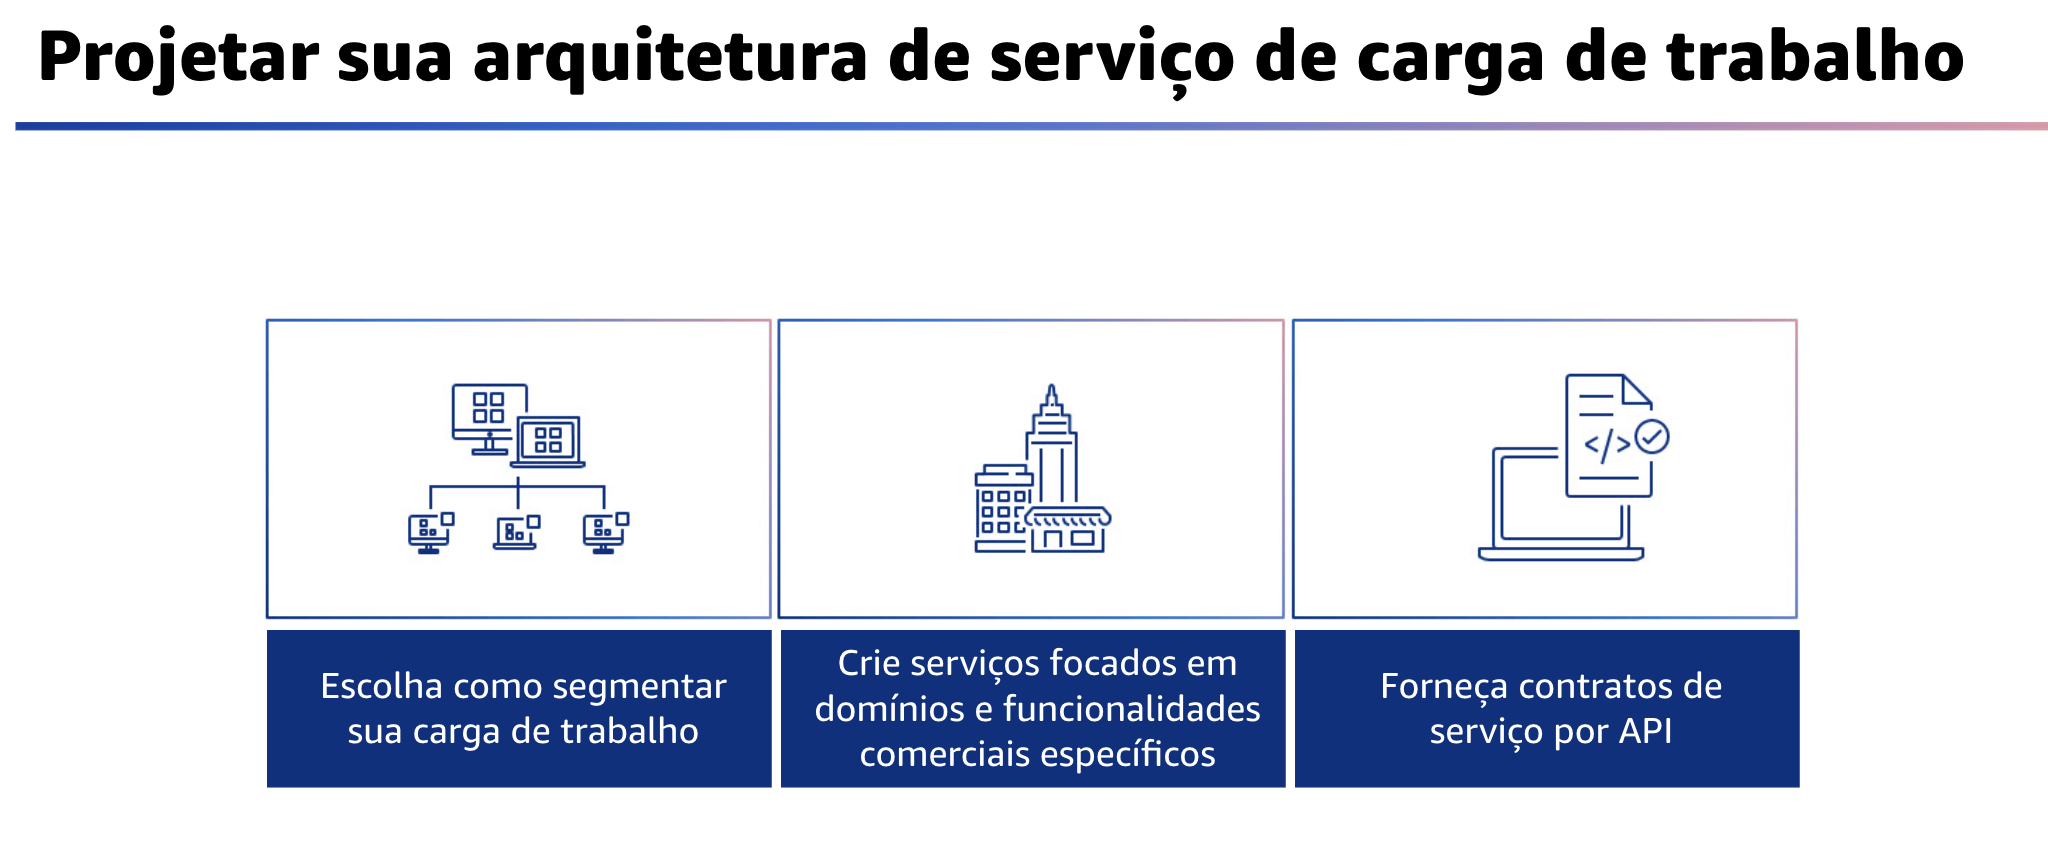 Projetar sua arquitetura de serviço de carga de trabalho
</>
Escolha como segmentar
sua carga de trabalho
Crie serviços focados em
domínios e funcionalidades
comerciais específicos
Forneça contratos de
serviço por API